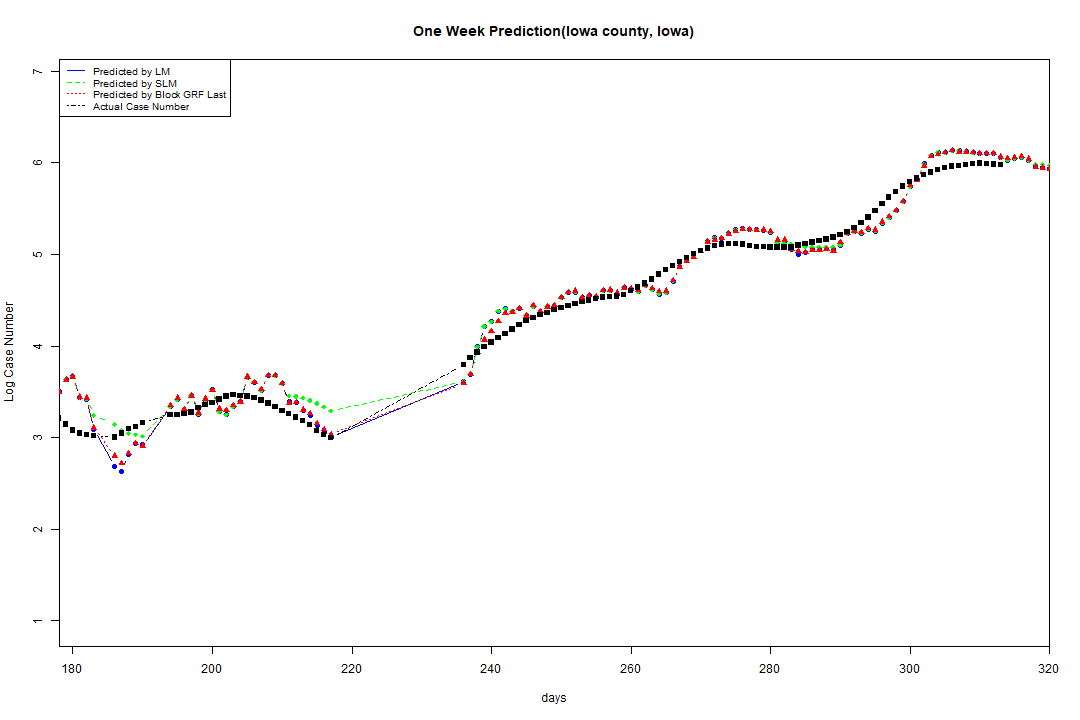 One Week Prediction(Iowa county, Iowa)
Predicted by LM
Predicted by SLM
Predicted by Block GRF Last
Actual Case Number
7
6
5
4
3
2
1
Log Case Number
180 200 220 240 260 280 300 320
days